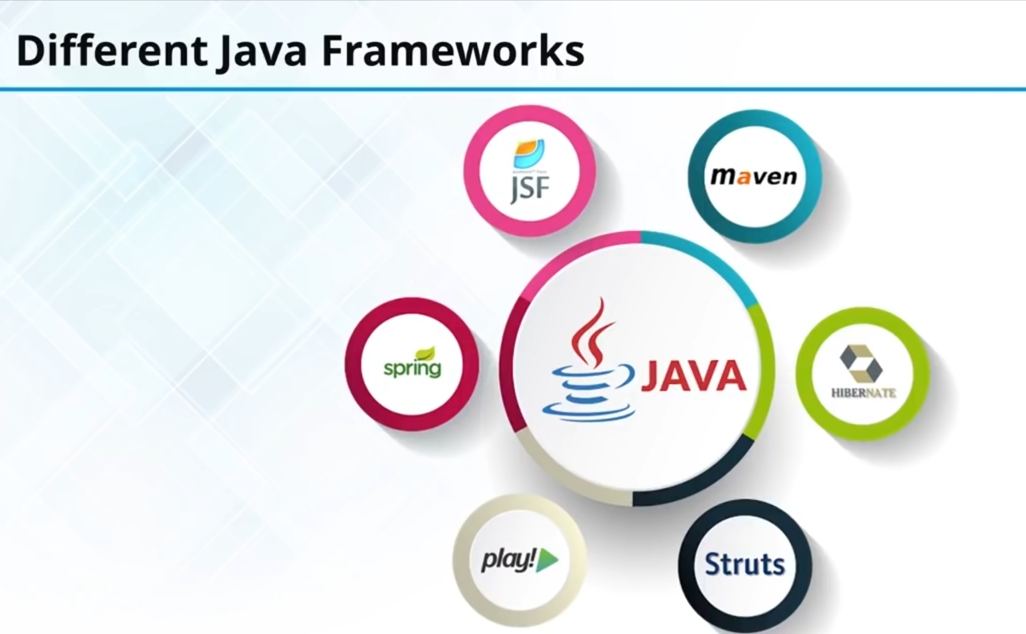 Different Java Frameworks
JSF
maven
spring
JAVA
HIBERNATE
play!
Struts